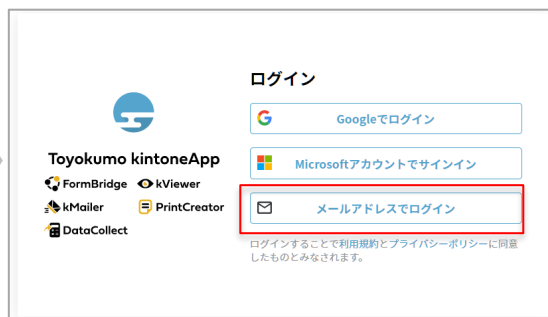 ログイン
Googleでログイン
Microsoftアカウントでサインイン
メールアドレスでログイン
ログインすることで利用規約とプライバシーポリシーに同意
したものとみなされます。
Toyokumo kintoneApp
FormBridge kViewer
kMailer PrintCreator
DataCollect